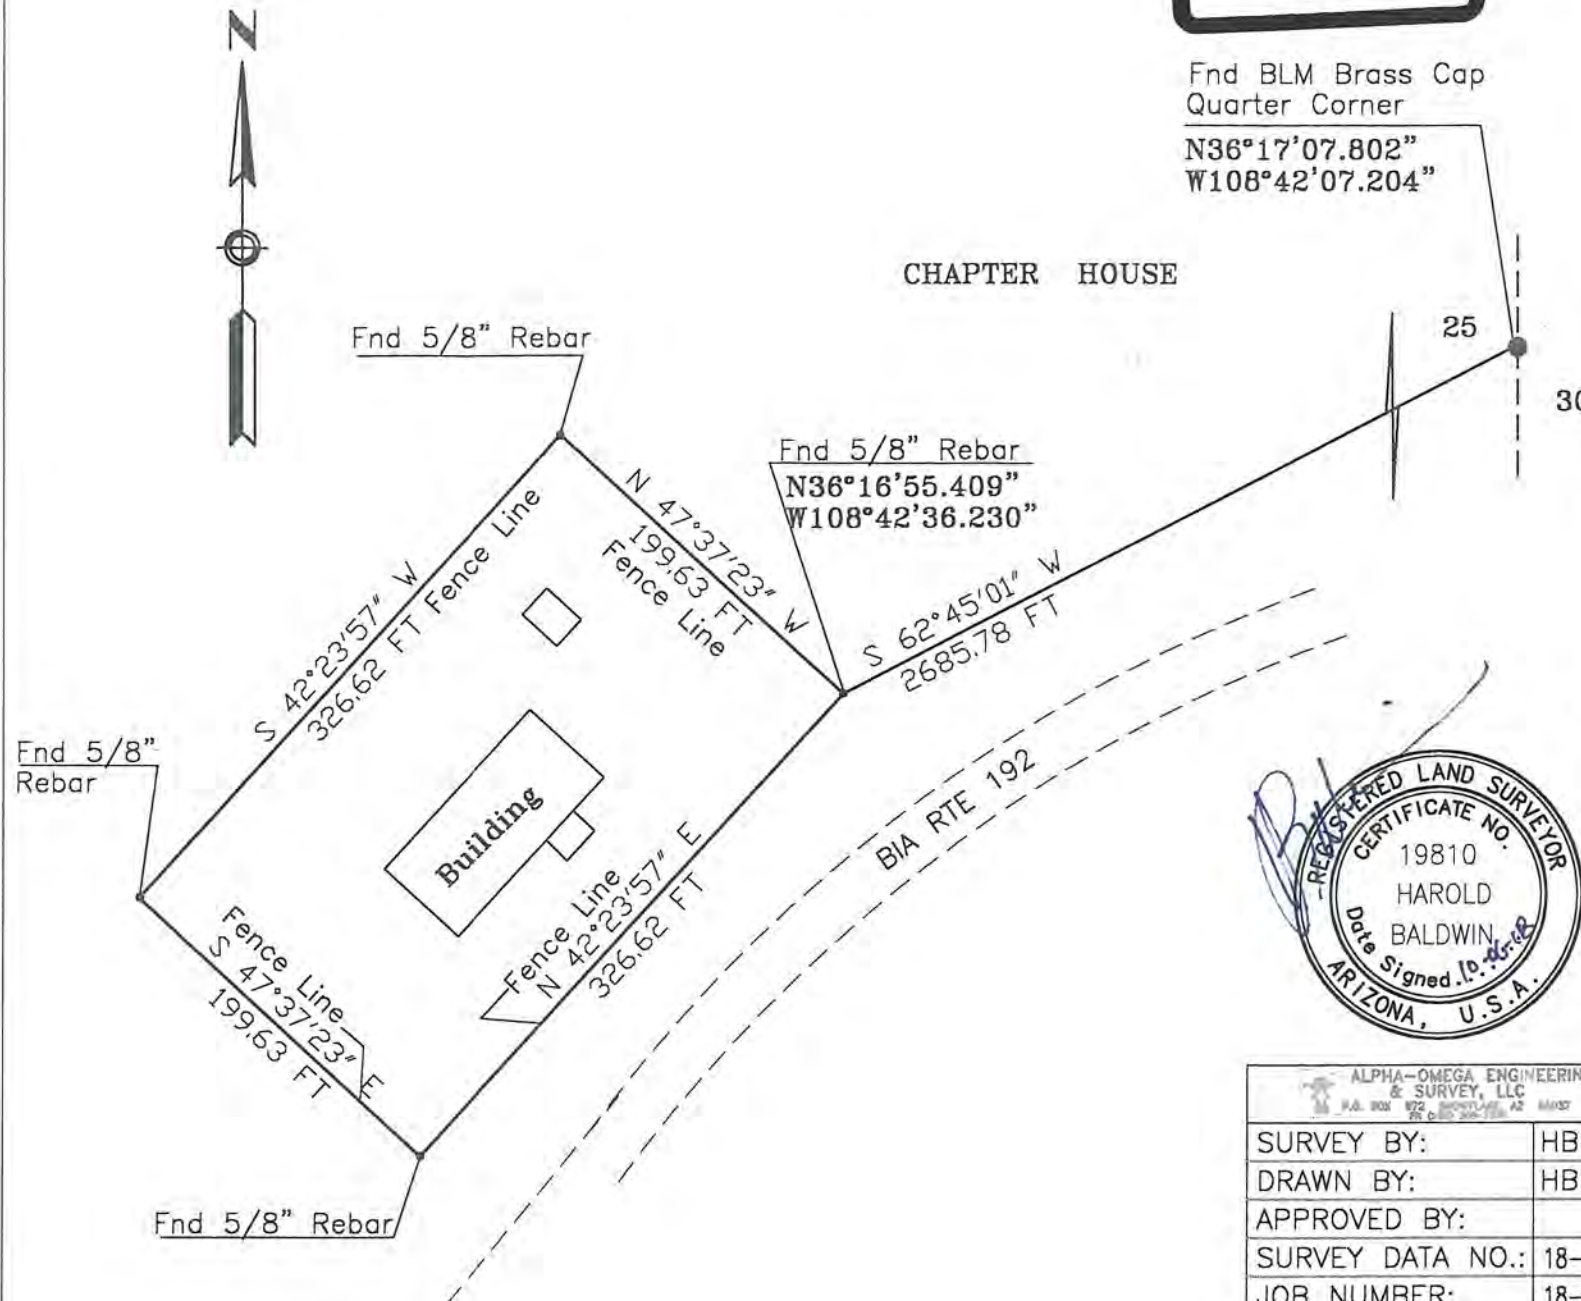 N
Fnd BLM Brass Cap
Quarter Corner
N36°17'07.802"
W108°42'07.204"
CHAPTER HOUSE
25
30
Fnd 5/8" Rebar
Fnd 5/8" Rebar
N36°16'55.409"
W108°42'36.230"
N 47°37'23" W
199.63 FT
Fence Line
S 42°23'57" W
326.62 FT Fence Line
S 62°45'01" W
2685.78 FT
Fnd 5/8"
Rebar
Building
BIA RTE 192
Fence Line
N 42°23'57" E
326.62 FT
Fence Line
S 47°37'23" E
199.63 FT
Fnd 5/8" Rebar
REGISTERED LAND SURVEYOR
CERTIFICATE NO.
19810
HAROLD
BALDWIN
Date Signed
ARIZONA, U.S.A.
ALPHA-OMEGA ENGINEERIN
& SURVEY, LLC
P.O. BOX 972 SNOWFLAKE, AZ
SURVEY BY: HB
DRAWN BY: HB
APPROVED BY:
SURVEY DATA NO.: 18-
JOB NUMBER: 18-